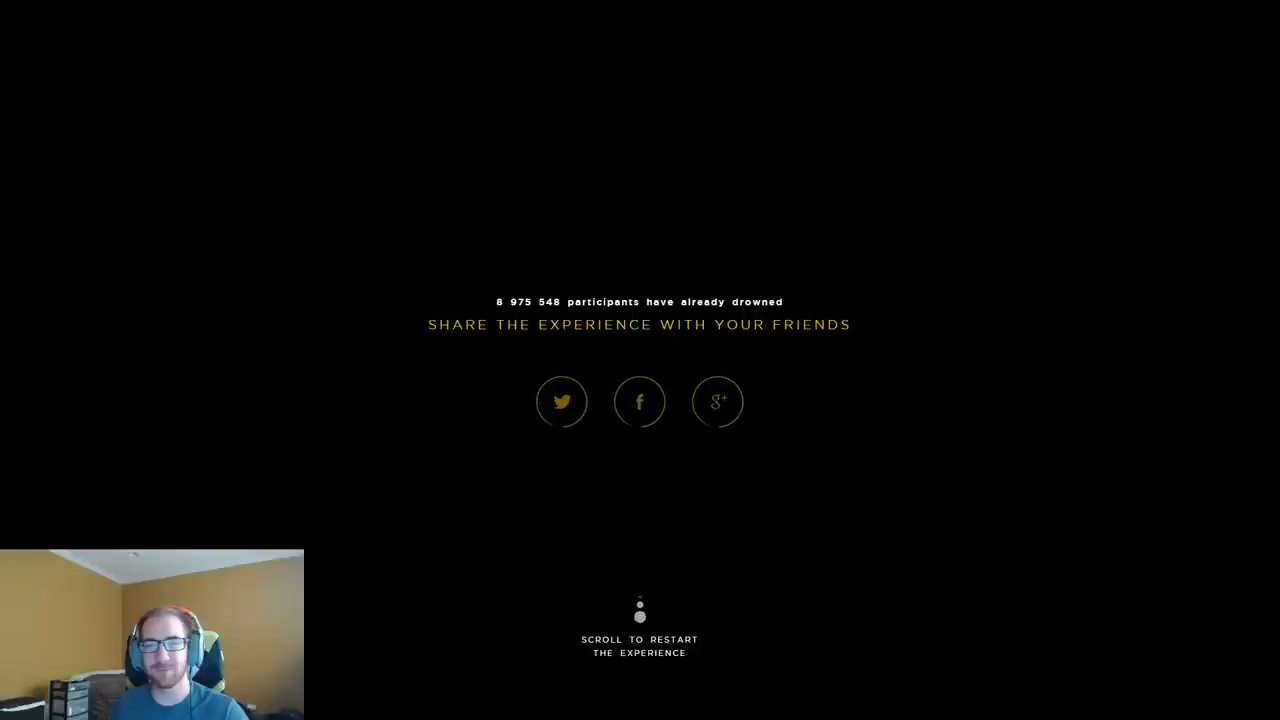 8 975 548 participants have already drowned
SHARE THE EXPERIENCE WITH YOUR FRIENDS
SCROLL TO RESTART
THE EXPERIENCE